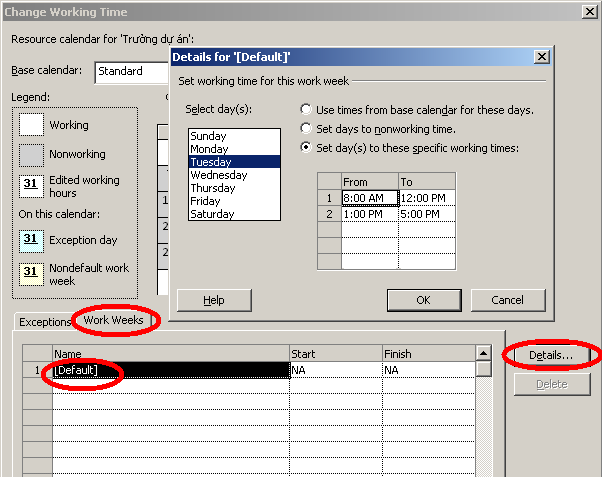 Change Working Time
Resource calendar for 'Trưởng dự án':
Base calendar: Standard
Legend:
Working
Nonworking
31 Edited working hours
On this calendar:
31 Exception day
31 Nondefault work week
Details for '[Default]'
Set working time for this work week
Select day(s):
Sunday
Monday
Tuesday
Wednesday
Thursday
Friday
Saturday
Use times from base calendar for these days.
Set days to nonworking time.
Set day(s) to these specific working times:
From To
1 8:00 AM 12:00 PM
2 1:00 PM 5:00 PM
Help OK Cancel
Exceptions Work Weeks
Name Start Finish
1 [Default] NA NA
Details...
Delete